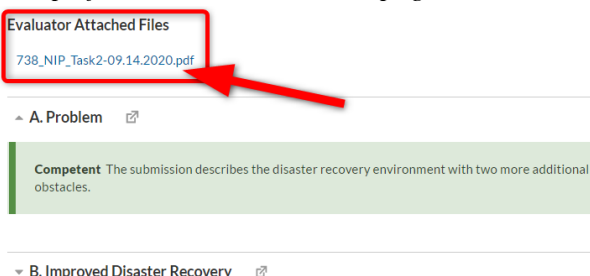 Evaluator Attached Files
738_NIP_Task2-09.14.2020.pdf
A. Problem
Competent The submission describes the disaster recovery environment with two more additional
obstacles.
B. Improved Disaster Recovery